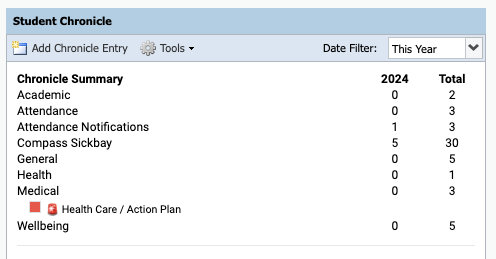 Student Chronicle
Add Chronicle Entry Tools Date Filter: This Year
Chronicle Summary 2024 Total
Academic 0 2
Attendance 0 3
Attendance Notifications 1 3
Compass Sickbay 5 30
General 0 5
Health 0 1
Medical 0 3
Health Care / Action Plan
Wellbeing 0 5